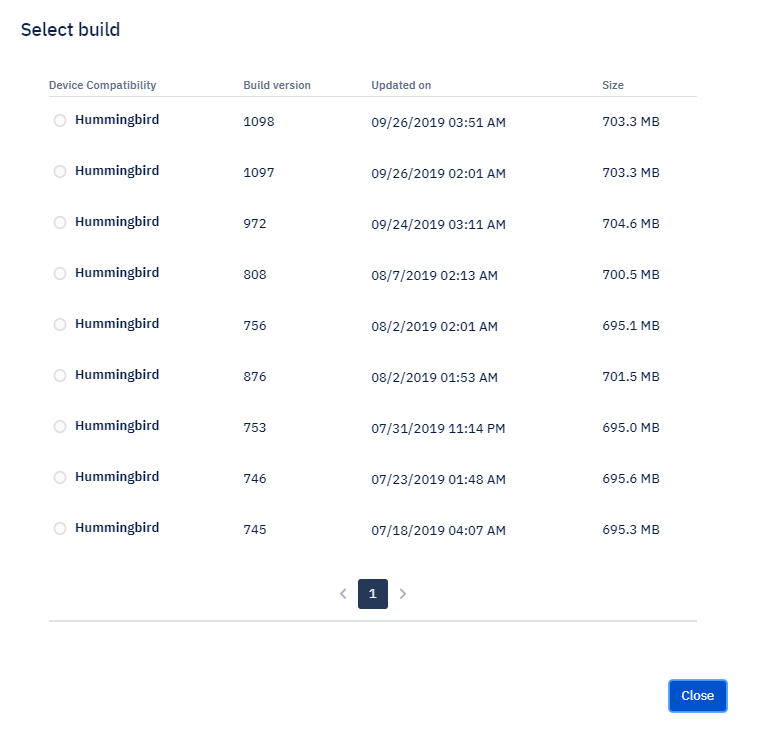 Select build
Device Compatibility Build version Updated on Size
Hummingbird 1098 09/26/2019 03:51 AM 703.3 MB
Hummingbird 1097 09/26/2019 02:01 AM 703.3 MB
Hummingbird 972 09/24/2019 03:11 AM 704.6 MB
Hummingbird 808 08/7/2019 02:13 AM 700.5 MB
Hummingbird 756 08/2/2019 02:01 AM 695.1 MB
Hummingbird 876 08/2/2019 01:53 AM 701.5 MB
Hummingbird 753 07/31/2019 11:14 PM 695.0 MB
Hummingbird 746 07/23/2019 01:48 AM 695.6 MB
Hummingbird 745 07/18/2019 04:07 AM 695.3 MB
1
Close